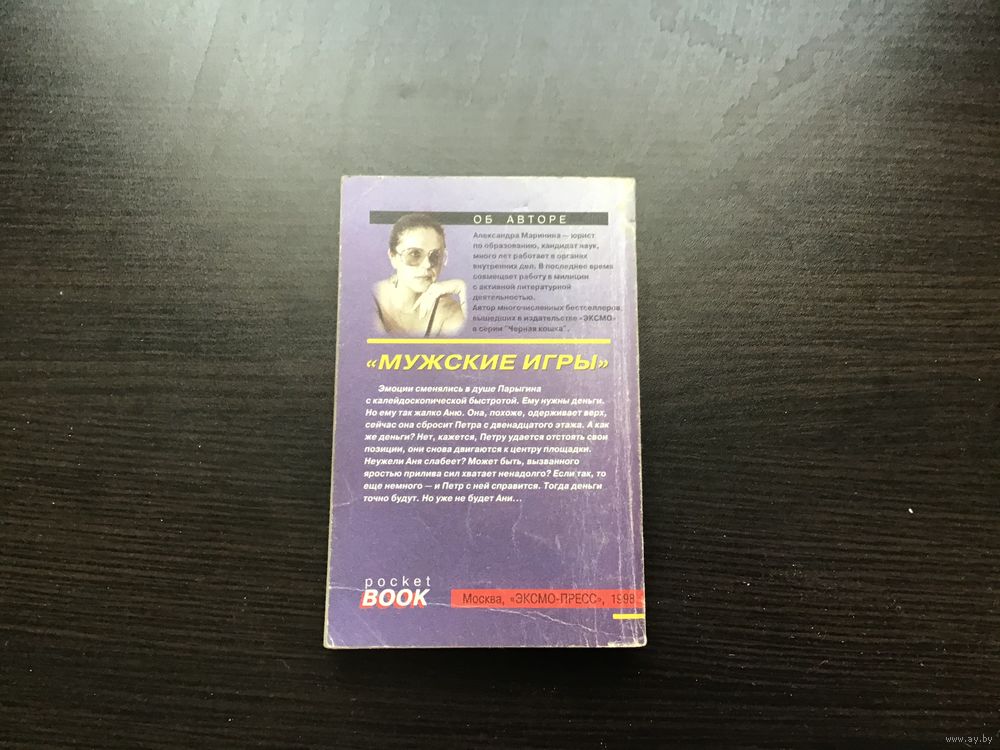 ОБ АВТОРЕ
Александра Маринина — юрист
по образованию, кандидат наук,
много лет работает в органах
внутренних дел. В последнее время
совмещает работу в милиции
с активной литературной
деятельностью.
Автор многочисленных бестселлеров,
вышедших в издательстве «ЭКСМО»
в серии "Черная кошка".
«МУЖСКИЕ ИГРЫ»
Эмоции сменялись в душе Парыгина
с калейдоскопической быстротой. Ему нужны деньги.
Но ему так жалко Аню. Она, похоже, одерживает верх,
сейчас она сбросит Петра с двенадцатого этажа. А как
же деньги? Нет, кажется, Петру удается отстоять свои
позиции, они снова двигаются к центру площадки.
Неужели Аня слабеет? Может быть, вызванного
яростью прилива сил хватает ненадолго? Если так, то
еще немного — и Петр с ней справится. Тогда деньги
точно будут. Но уже не будет Ани...
pocket
BOOK
Москва, «ЭКСМО-ПРЕСС», 1998
www.ay.by